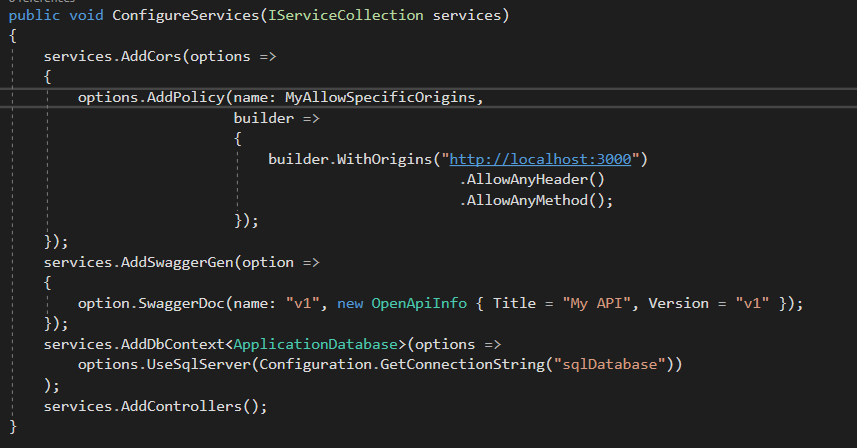 0 references
public void ConfigureServices(IServiceCollection services)
{
services.AddCors(options =>
{
options.AddPolicy(name: MyAllowSpecificOrigins,
builder =>
{
builder.WithOrigins("http://localhost:3000")
.AllowAnyHeader()
.AllowAnyMethod();
});
});
services.AddSwaggerGen(option =>
{
option.SwaggerDoc(name: "v1", new OpenApiInfo { Title = "My API", Version = "v1" });
});
services.AddDbContext<ApplicationDatabase>(options =>
options.UseSqlServer(Configuration.GetConnectionString("sqlDatabase"))
);
services.AddControllers();
}